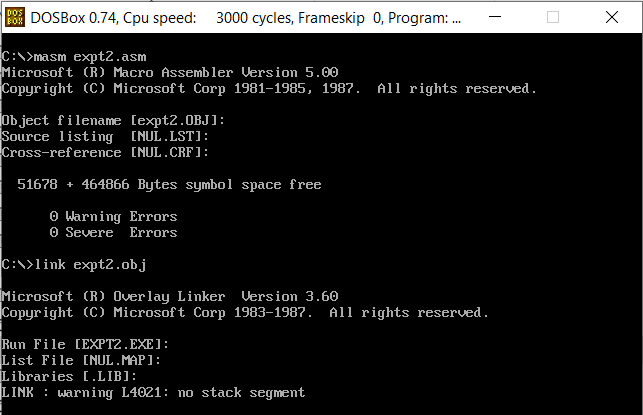 DOS BOX DOSBox 0.74, Cpu speed: 3000 cycles, Frameskip 0, Program: ...
C:\>masm expt2.asm
Microsoft (R) Macro Assembler Version 5.00
Copyright (C) Microsoft Corp 1981-1985, 1987. All rights reserved.
Object filename [expt2.OBJ]:
Source listing [NUL.LST]:
Cross-reference [NUL.CRF]:
51678 + 464866 Bytes symbol space free
0 Warning Errors
0 Severe Errors
C:\>link expt2.obj
Microsoft (R) Overlay Linker Version 3.60
Copyright (C) Microsoft Corp 1983-1987. All rights reserved.
Run File [EXPT2.EXE]:
List File [NUL.MAP]:
Libraries [.LIB]:
LINK : warning L4021: no stack segment